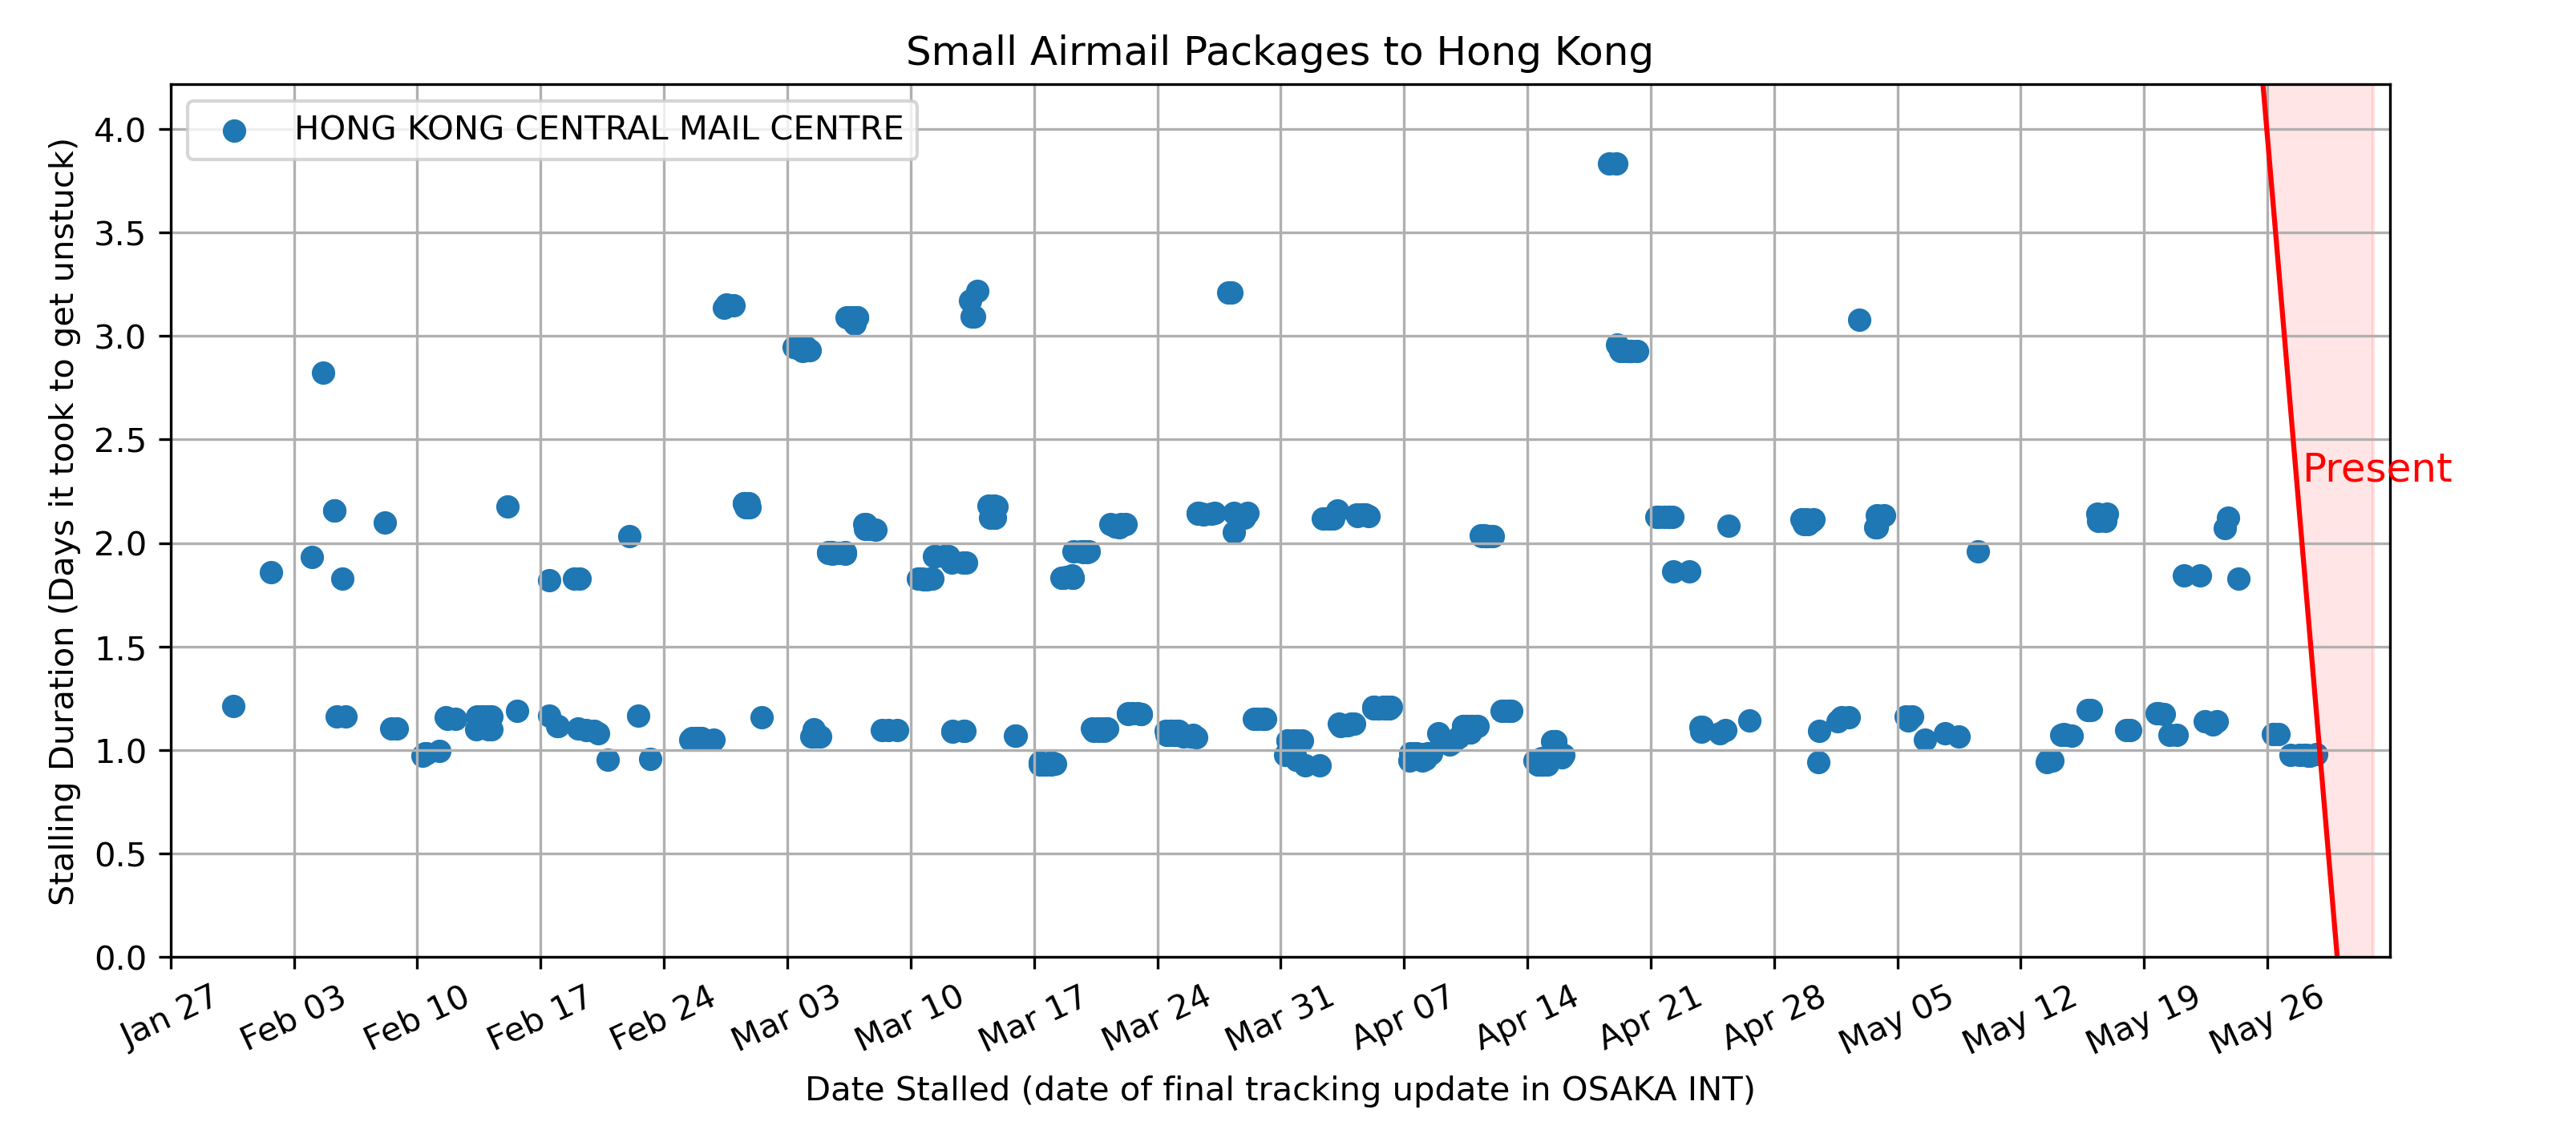 Small Airmail Packages to Hong Kong
HONG KONG CENTRAL MAIL CENTRE
Stalling Duration (Days it took to get unstuck)
4.0
3.5
3.0
2.5
2.0
1.5
1.0
0.5
0.0
Present
Jan 27
Feb 03
Feb 10
Feb 17
Feb 24
Mar 03
Mar 10
Mar 17
Mar 24
Mar 31
Apr 07
Apr 14
Apr 21
Apr 28
May 05
May 12
May 19
May 26
Date Stalled (date of final tracking update in OSAKA INT)